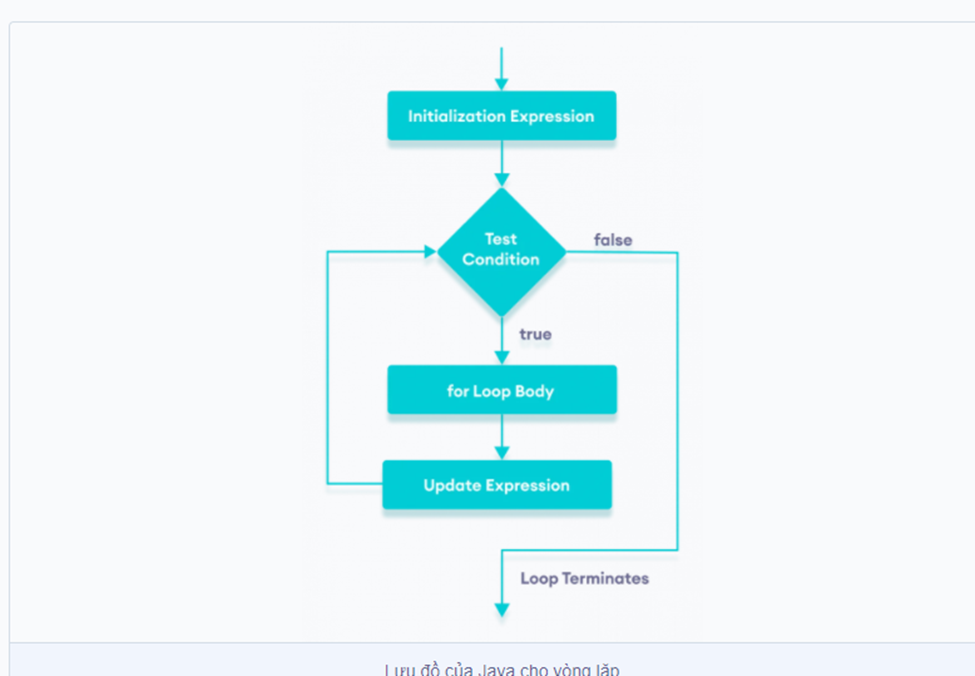 Initialization Expression
Test
Condition
false
true
for Loop Body
Update Expression
Loop Terminates
Lưu đồ của Java cho vòng lặp